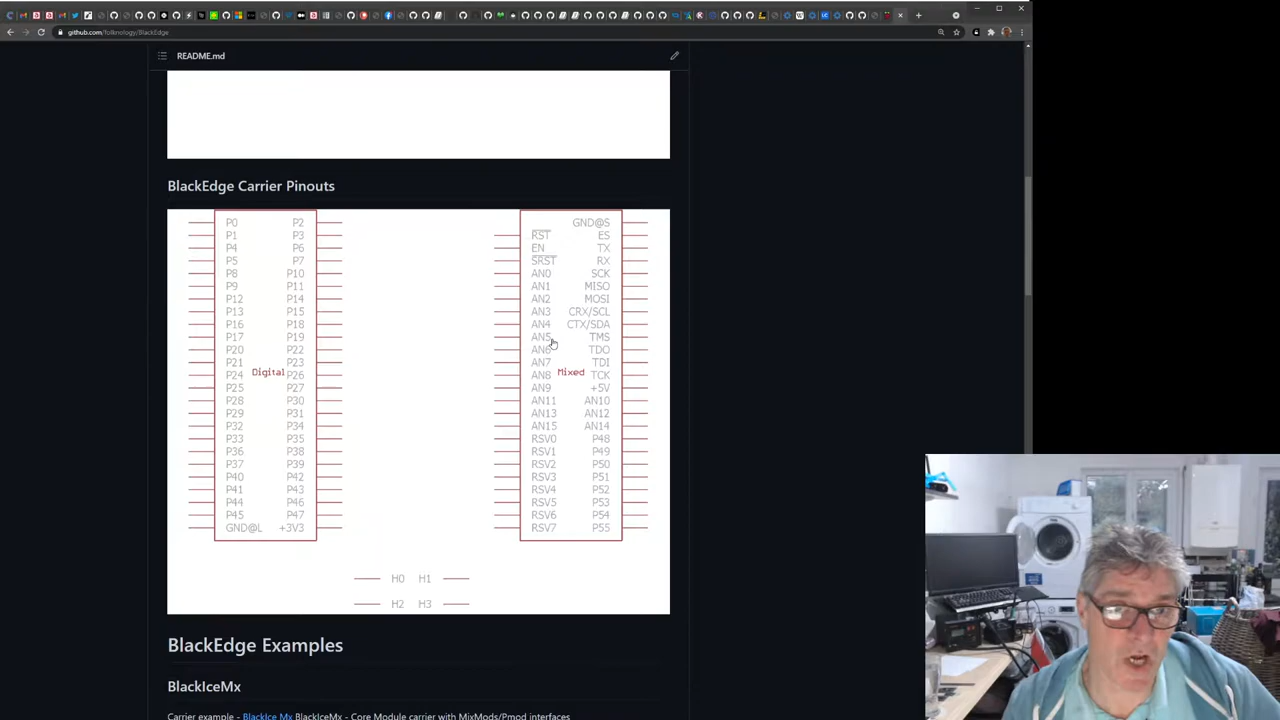 github.com/folknology/BlackEdge
README.md
BlackEdge Carrier Pinouts
P0 P2
P1 P3
P4 P6
P5 P7
P8 P10
P9 P11
P12 P14
P13 P15
P16 P18
P17 P19
P20 P22
P21 P23
Digital
P24 P26
P25 P27
P28 P30
P29 P31
P32 P34
P33 P35
P36 P38
P37 P39
P40 P42
P41 P43
P44 P46
P45 P47
GND@L +3V3
GND@S
RST ES
EN TX
SRST RX
AN0 SCK
AN1 MISO
AN2 MOSI
AN3 CRX/SCL
AN4 CTX/SDA
AN5 TMS
AN6 TDO
AN7 TDI
Mixed
AN8 TCK
AN9 +5V
AN11 AN10
AN13 AN12
AN15 AN14
RSV0 P48
RSV1 P49
RSV2 P50
RSV3 P51
RSV4 P52
RSV5 P53
RSV6 P54
RSV7 P55
H0 H1
H2 H3
BlackEdge Examples
BlackIceMx
Carrier example - BlackIce Mx BlackIceMx - Core Module carrier with MixMods/Pmod interfaces